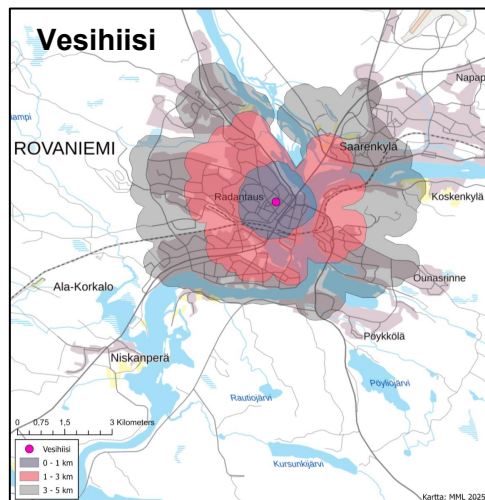 Vesihiisi
Napap
ampi
ROVANIEMI
Saarenkylä
Radantaus
Koskenkylä
Ounasrinne
Ala-Korkalo
Pöykkölä
Niskanperä
Pöyliöjärvi
Rautiojärvi
0 0,75 1,5 3 Kilometers
Vesihiisi
0 - 1 km
1 - 3 km
3 - 5 km
Kursunkijärvi
Kartta: MML 2025